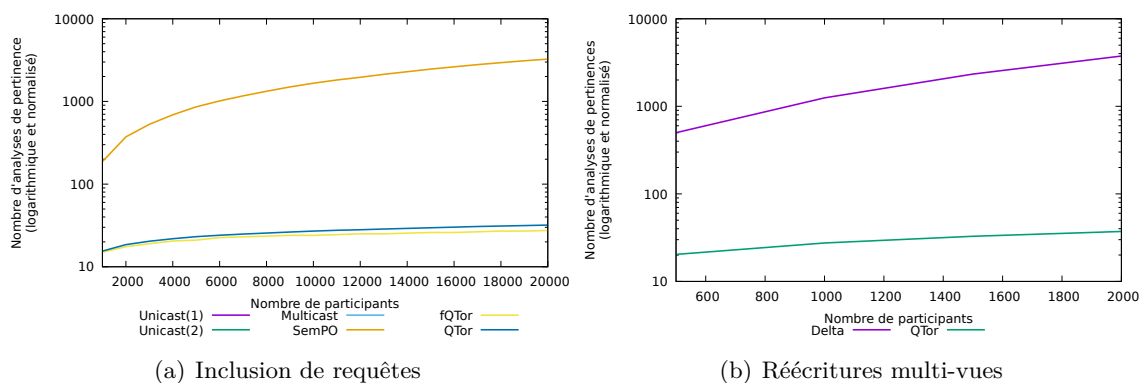 Nombre d'analyses de pertinence
(logarithmique et normalisé)
10000
1000
100
10
2000 4000 6000 8000 10000 12000 14000 16000 18000 20000
Nombre de participants
Unicast(1) Multicast fQTor
Unicast(2) SemPO QTor
(a) Inclusion de requêtes
Nombre d'analyses de pertinences
(logarithmique et normalisé)
10000
1000
100
10
600 800 1000 1200 1400 1600 1800 2000
Nombre de participants
Delta QTor
(b) Réécritures multi-vues